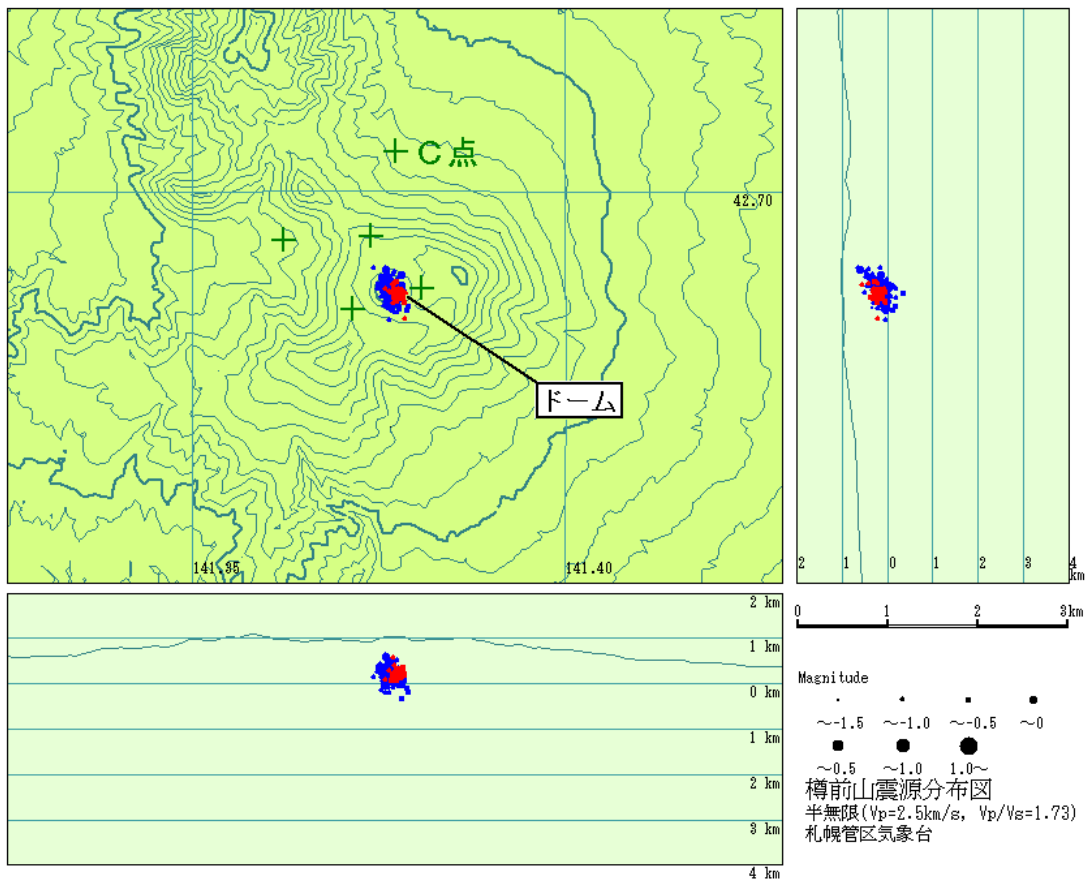 C点
42.70
ドーム
141.35
141.40
2 1 0 1 2 3 4
km
2 km
1 km
0 km
1 km
2 km
3 km
4 km
0 1 2 3km
Magnitude
～-1.5 ～-1.0 ～-0.5 ～0
～0.5 ～1.0 1.0～
樽前山震源分布図
半無限(Vp=2.5km/s, Vp/Vs=1.73)
札幌管区気象台